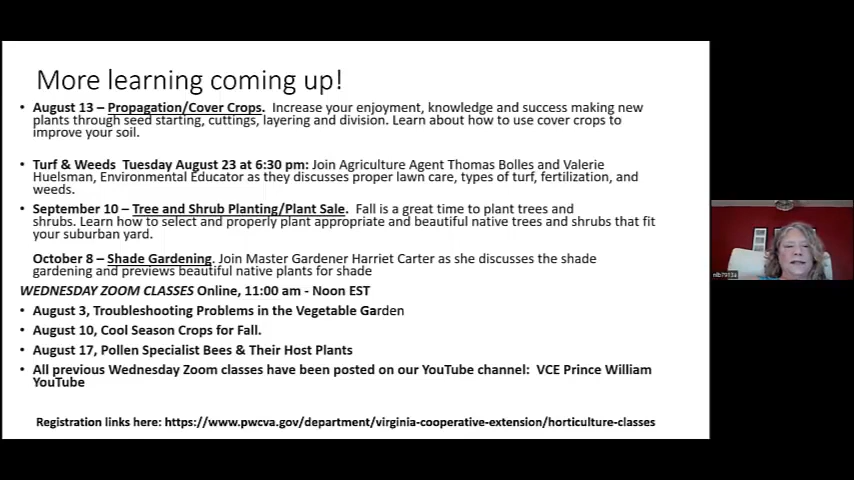 More learning coming up!
• August 13 – Propagation/Cover Crops. Increase your enjoyment, knowledge and success making new
plants through seed starting, cuttings, layering and division. Learn about how to use cover crops to
improve your soil.
• Turf & Weeds Tuesday August 23 at 6:30 pm: Join Agriculture Agent Thomas Bolles and Valerie
Huelsman, Environmental Educator as they discusses proper lawn care, types of turf, fertilization, and
weeds.
• September 10 – Tree and Shrub Planting/Plant Sale. Fall is a great time to plant trees and
shrubs. Learn how to select and properly plant appropriate and beautiful native trees and shrubs that fit
your suburban yard.
October 8 – Shade Gardening. Join Master Gardener Harriet Carter as she discusses the shade
gardening and previews beautiful native plants for shade
WEDNESDAY ZOOM CLASSES Online, 11:00 am - Noon EST
• August 3, Troubleshooting Problems in the Vegetable Garden
• August 10, Cool Season Crops for Fall.
• August 17, Pollen Specialist Bees & Their Host Plants
• All previous Wednesday Zoom classes have been posted on our YouTube channel: VCE Prince William
YouTube
Registration links here: https://www.pwcva.gov/department/virginia-cooperative-extension/horticulture-classes